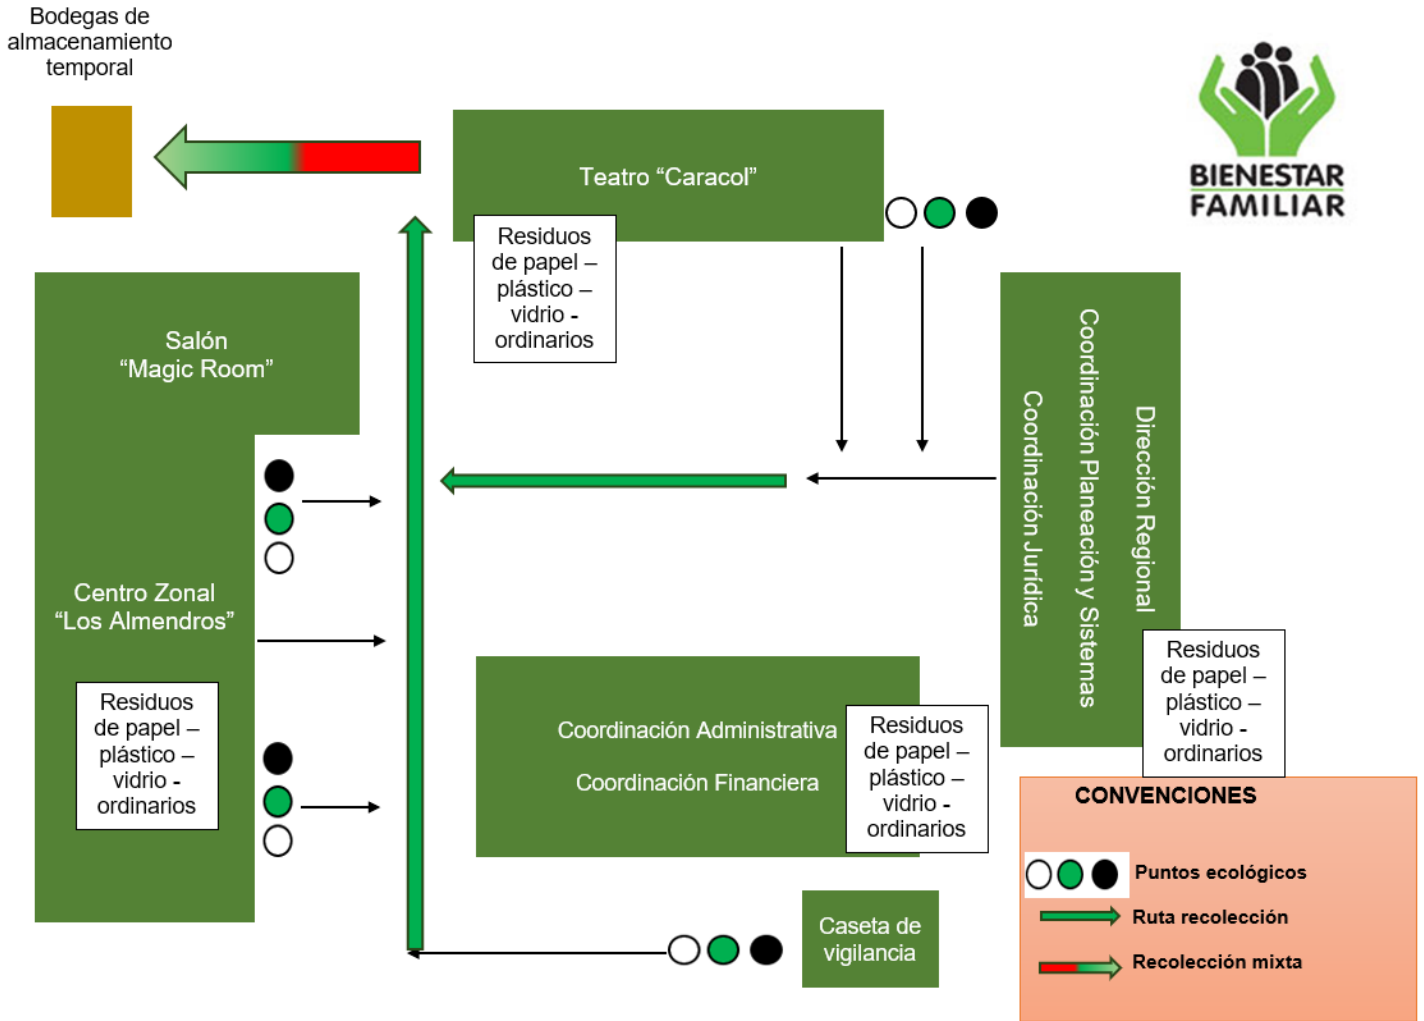 Bodegas de
almacenamiento
temporal
BIENESTAR
FAMILIAR
Teatro “Caracol”
Residuos
de papel –
plástico –
vidrio -
ordinarios
Salón
“Magic Room”
Dirección Regional
Coordinación Planeación y Sistemas
Coordinación Jurídica
Centro Zonal
“Los Almendros”
Residuos
de papel –
plástico –
vidrio -
ordinarios
Residuos
de papel –
plástico –
vidrio -
ordinarios
Coordinación Administrativa
Coordinación Financiera
Residuos
de papel –
plástico –
vidrio -
ordinarios
Caseta de
vigilancia
CONVENCIONES
Puntos ecológicos
Ruta recolección
Recolección mixta